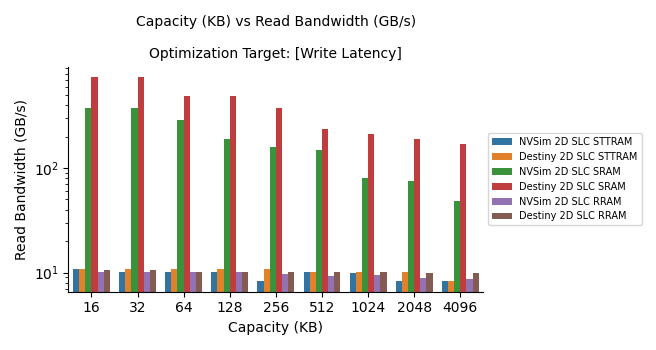 Capacity (KB) vs Read Bandwidth (GB/s)
Optimization Target: [Write Latency]
Read Bandwidth (GB/s)
10²
10¹
16 32 64 128 256 512 1024 2048 4096
Capacity (KB)
NVSim 2D SLC STTRAM
Destiny 2D SLC STTRAM
NVSim 2D SLC SRAM
Destiny 2D SLC SRAM
NVSim 2D SLC RRAM
Destiny 2D SLC RRAM